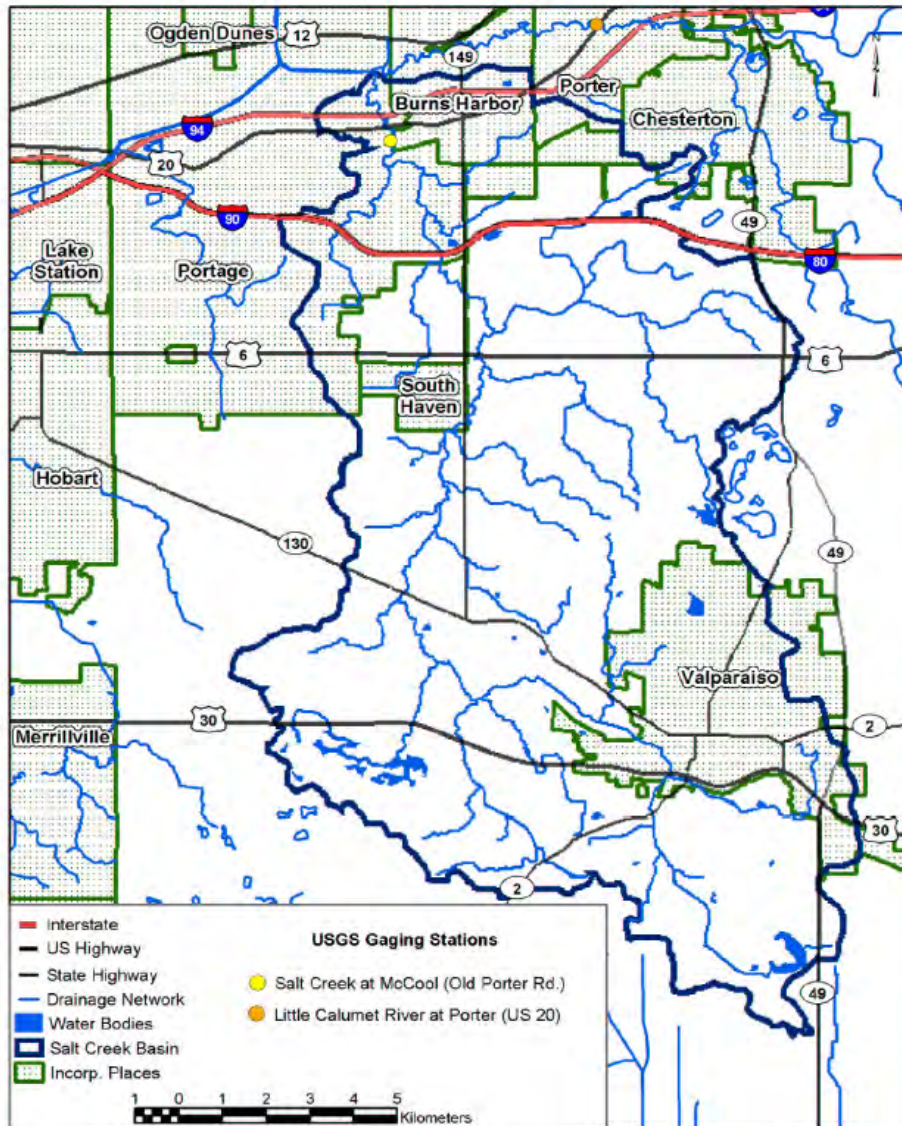 Ogden Dunes
12
149
Porter
Burns Harbor
Chesterton
94
20
90
49
80
Lake
Station
Portage
6
6
South
Haven
Hobart
130
49
Valparaiso
30
2
Merrillville
30
2
49
Interstate
US Highway
State Highway
Drainage Network
Water Bodies
Salt Creek Basin
Incorp. Places
USGS Gaging Stations
Salt Creek at McCool (Old Porter Rd.)
Little Calumet River at Porter (US 20)
1 0 1 2 3 4 5
Kilometers